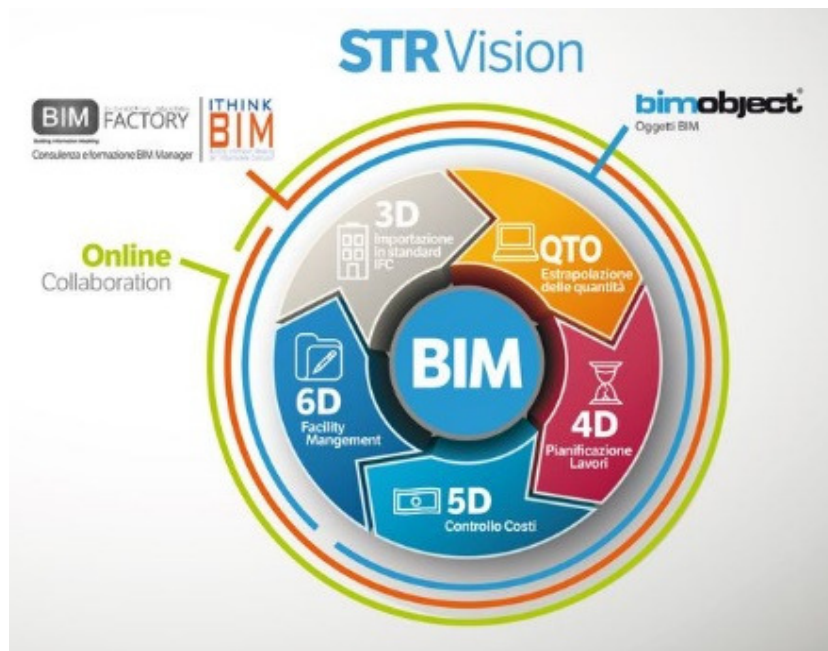 STR Vision
BIM FACTORY
Consulenza e formazione BIM Manager
ITHINK
BIM
bimobject®
Oggetti BIM
Online
Collaboration
3D
Importazione
in standard
IFC
QTO
Estrapolazione
delle quantità
BIM
4D
Pianificazione
Lavori
5D
Controllo Costi
6D
Facility
Mangement